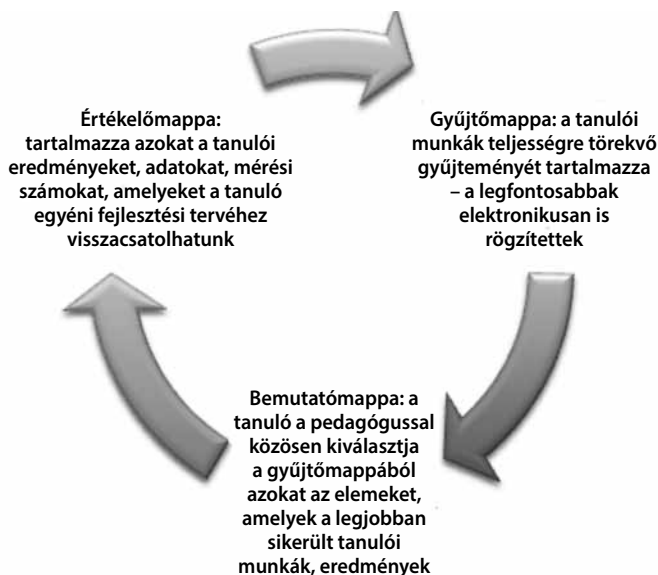 Értékelőmappa:
tartalmazza azokat a tanulói
eredményeket, adatokat, mérési
számokat, amelyeket a tanuló
egyéni fejlesztési tervéhez
visszacsatolhatunk
Gyűjtőmappa: a tanulói
munkák teljességre törekvő
gyűjteményét tartalmazza
– a legfontosabbak
elektronikusan is
rögzítettek
Bemutatómappa: a
tanuló a pedagógussal
közösen kiválasztja
a gyűjtőmappából
azokat az elemeket,
amelyek a legjobban
sikerült tanulói
munkák, eredmények